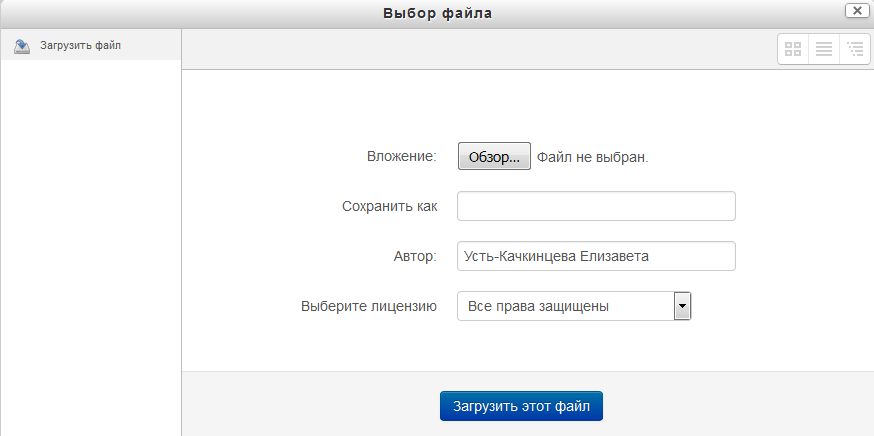 Выбор файла
Загрузить файл
Вложение: Обзор... Файл не выбран.
Сохранить как
Автор: Усть-Качкинцева Елизавета
Выберите лицензию Все права защищены
Загрузить этот файл